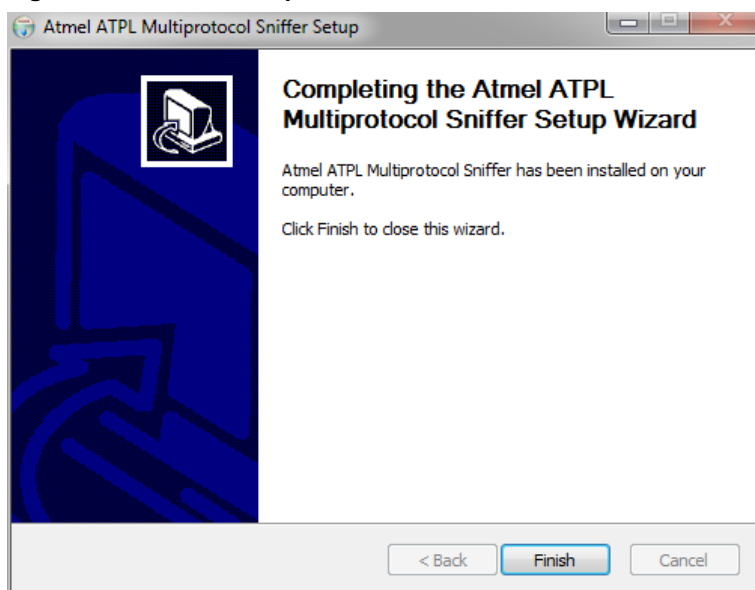 Atmel ATPL Multiprotocol Sniffer Setup
Completing the Atmel ATPL
Multiprotocol Sniffer Setup Wizard
Atmel ATPL Multiprotocol Sniffer has been installed on your
computer.
Click Finish to close this wizard.
< Back Finish Cancel